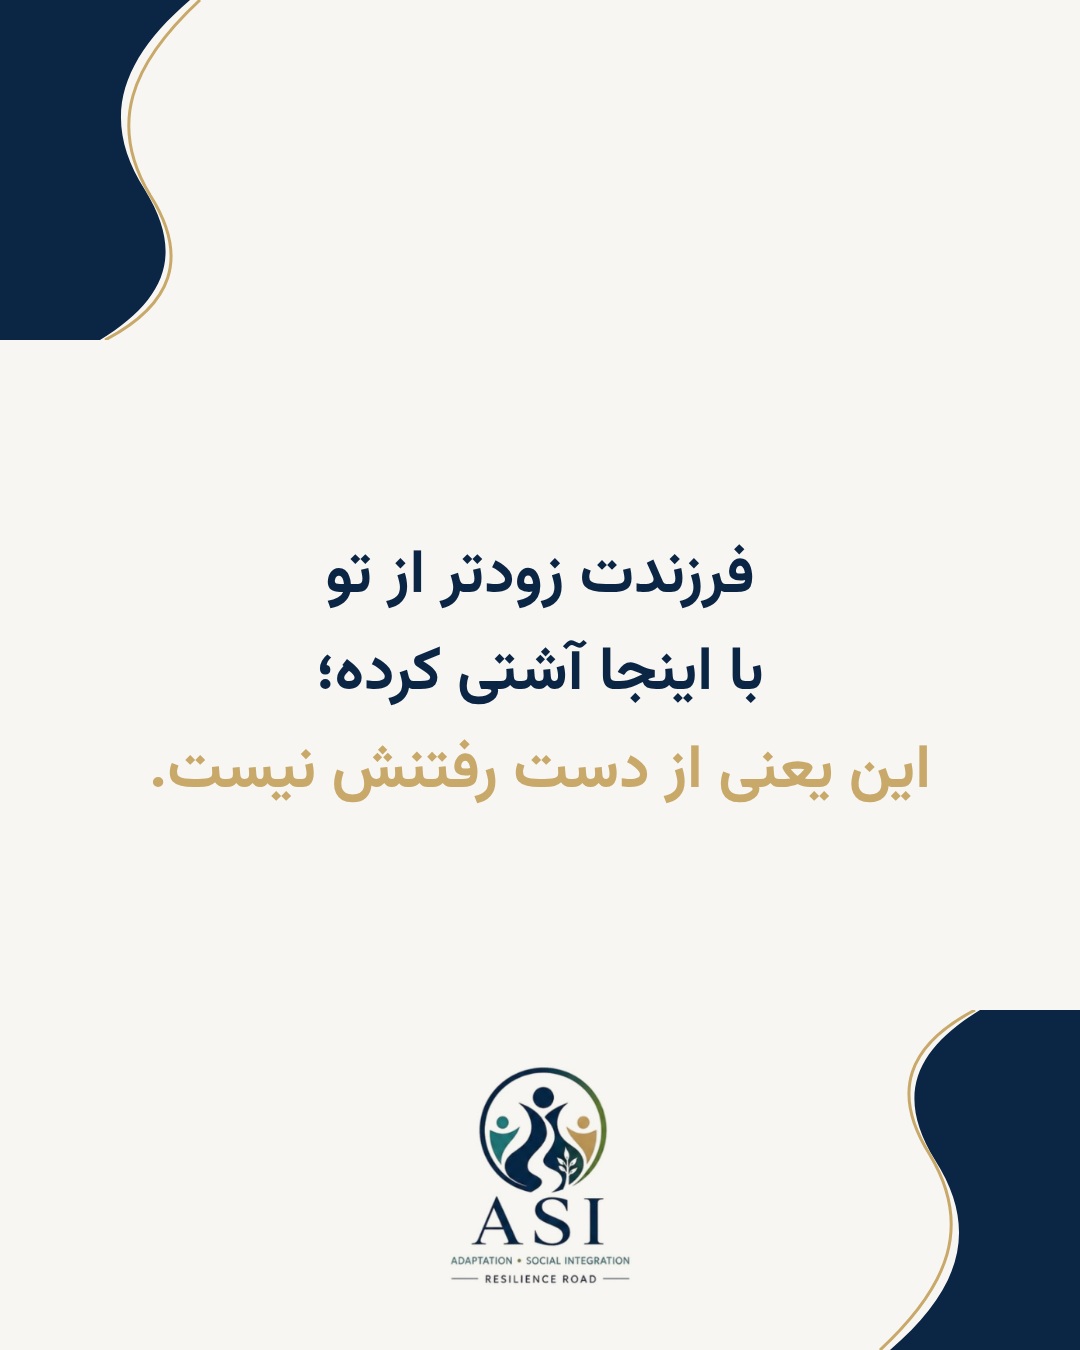 فرزندت زودتر از تو
با اینجا آشتی کرده؛
این یعنی از دست رفتنش نیست.
ASI
ADAPTATION • SOCIAL INTEGRATION
RESILIENCE ROAD